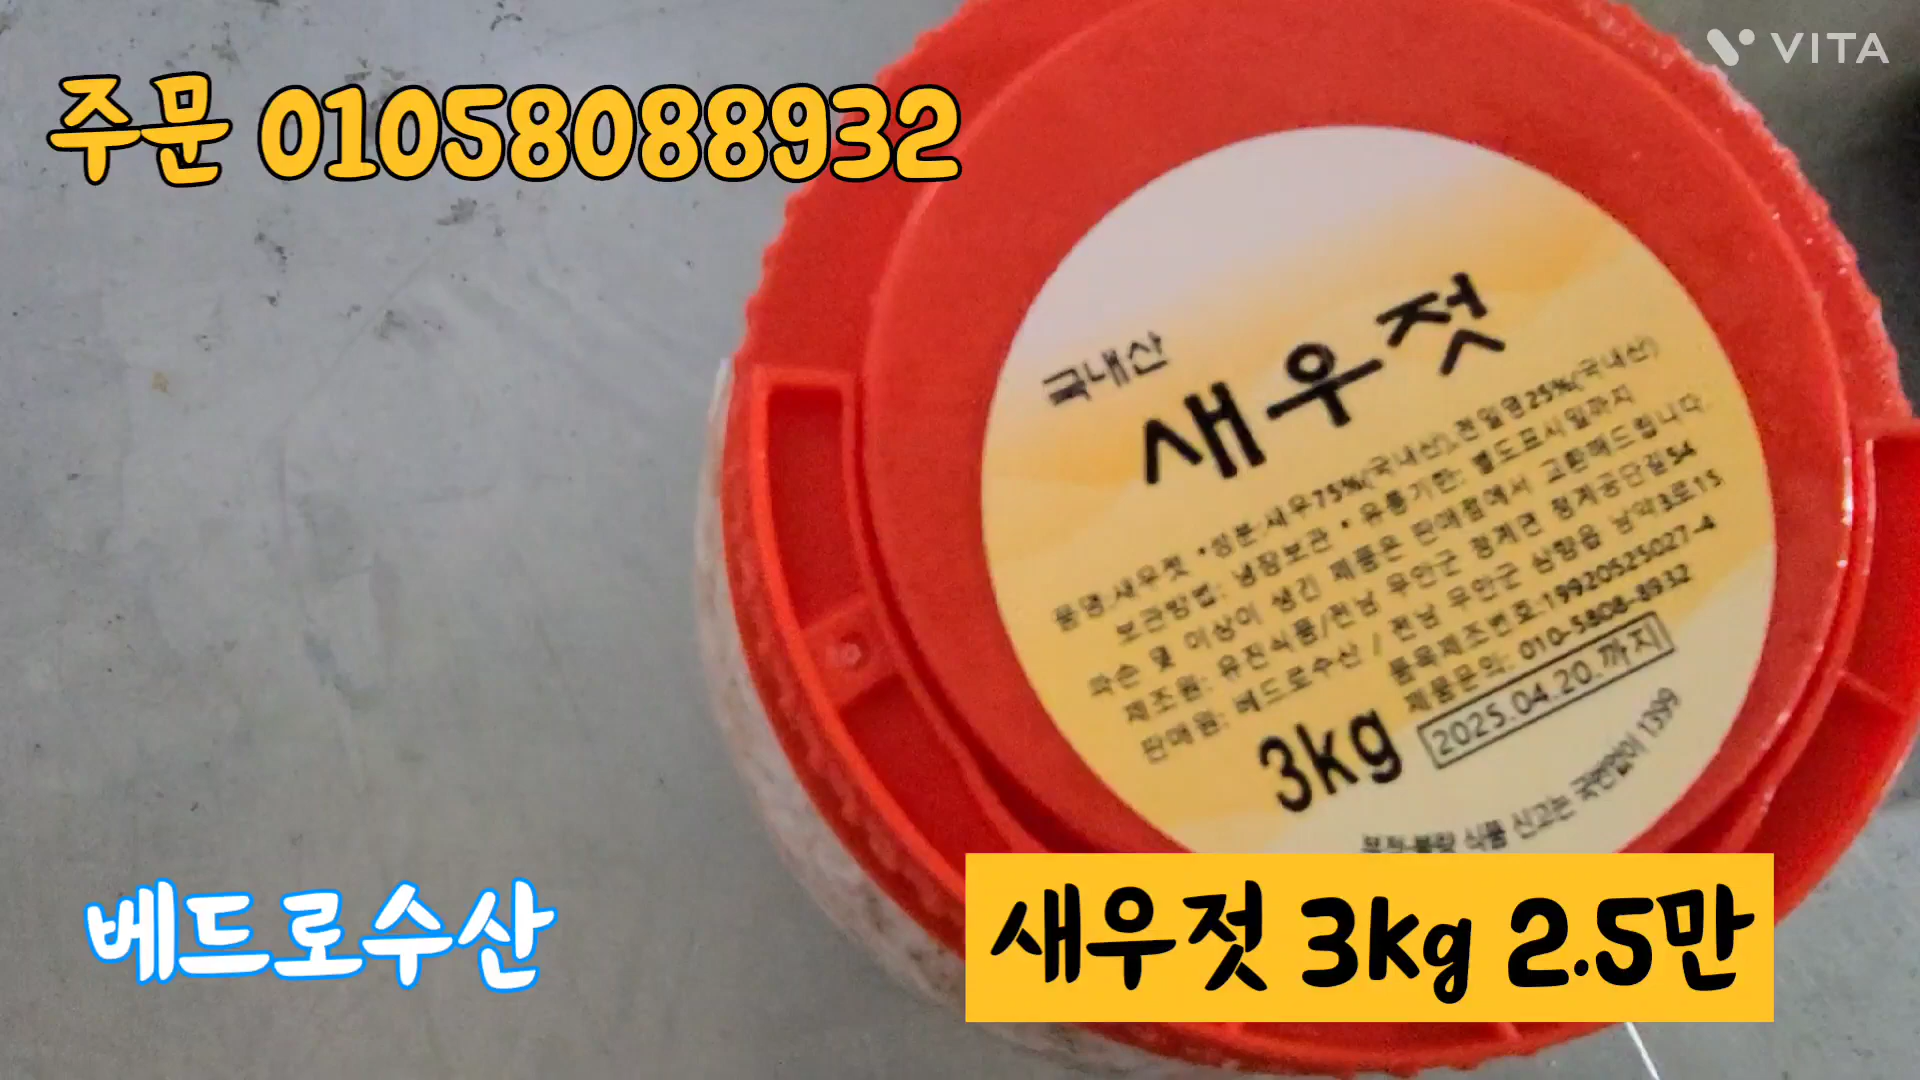 VITA
주문 01058088932
국내산
새우젓
품명:새우젓 •성분:새우75%(국내산),천일염25%(국내산)
보관방법: 냉장보관 • 유통기한: 별도표시일까지
파손 및 이상이 생긴 제품은 판매점에서 교환해드립니다.
제조원: 유진식품/전남 무안군 청계면 청계공단길54
판매원: 베드로수산 / 전남 무안군 삼향읍 남악3로15
품목제조번호:19920525027-4
제품문의: 010-5808-8932
3kg
2025.04.20.까지
부정·불량 식품 신고는 국번없이 1399
베드로수산
새우젓 3kg 2.5만